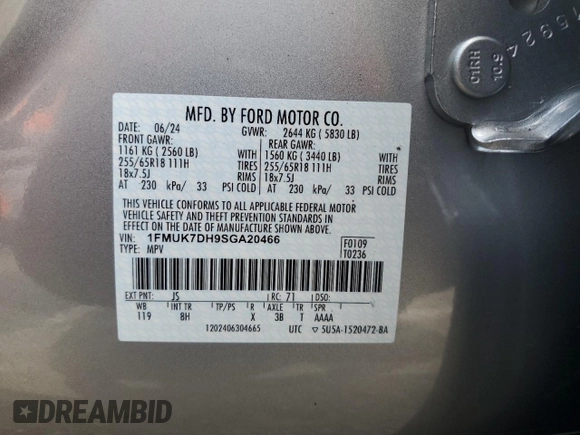 15924
O1RH
10.9
MFD. BY FORD MOTOR CO.
DATE: 06/24 GVWR: 2644 KG ( 5830 LB)
FRONT GAWR: REAR GAWR:
1161 KG ( 2560 LB) WITH 1560 KG ( 3440 LB) WITH
255/65R18 111H TIRES 255/65R18 111H TIRES
18x7.5J RIMS 18x7.5J RIMS
AT 230 kPa/ 33 PSI COLD AT 230 kPa/ 33 PSI COLD
THIS VEHICLE CONFORMS TO ALL APPLICABLE FEDERAL MOTOR
VEHICLE SAFETY AND THEFT PREVENTION STANDARDS IN
EFFECT ON THE DATE OF MANUFACTURE SHOWN ABOVE.
VIN: 1FMUK7DH9SGA20466 F0109
TYPE: MPV T0236
EXT PNT: JS RC: 71 DSO:
WB INT TR TP/PS R AXLE TR SPR
119 8H X 3B T AAAA
1202406304665 UTC ▽ 5U5A-1520472-BA
DREAMBID